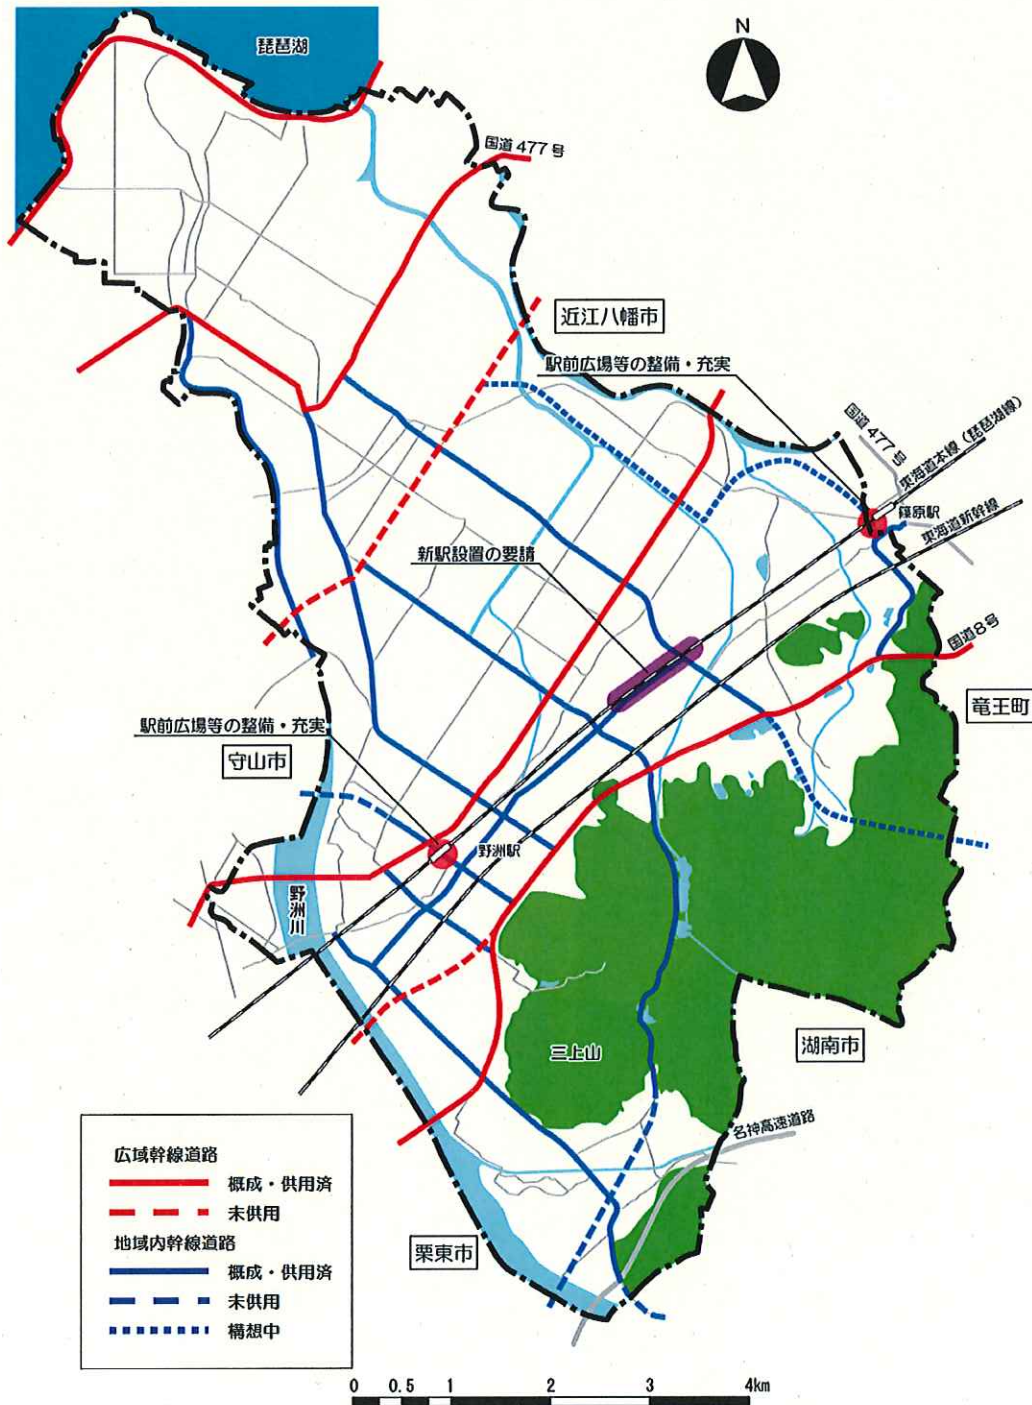 N
琵琶湖
国道 477 号
近江八幡市
駅前広場等の整備・充実
国道 477 号
東海道本線（琵琶湖線）
篠原駅
東海道新幹線
新駅設置の要請
国道8号
竜王町
駅前広場等の整備・充実
守山市
野洲駅
野洲川
三上山
湖南市
名神高速道路
栗東市
広域幹線道路
概成・供用済
未供用
地域内幹線道路
概成・供用済
未供用
構想中
0 0.5 1 2 3 4km